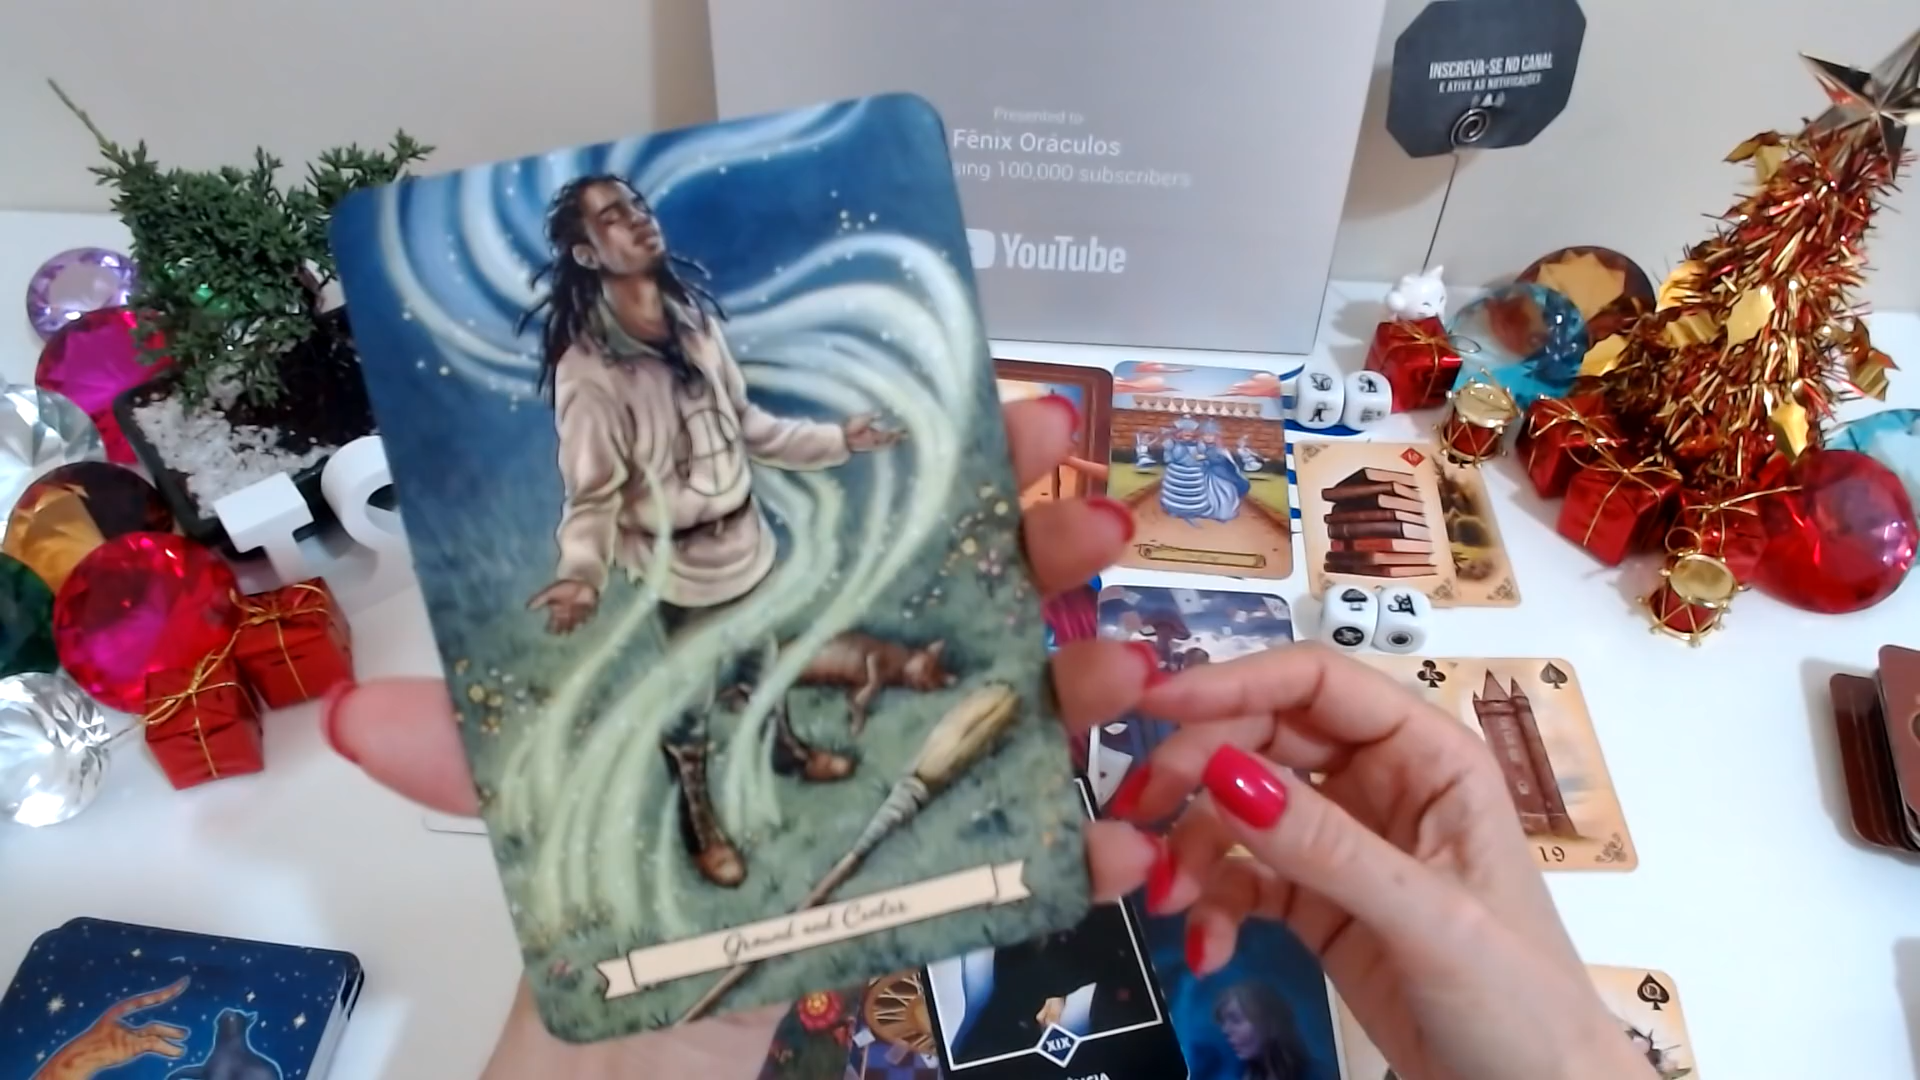 INSCREVA-SE NO CANAL
E ATIVE AS NOTIFICAÇÕES
Presented to
Fênix Oráculos
sing 100,000 subscribers
YouTube
Ground and Center
19
XIX
Q